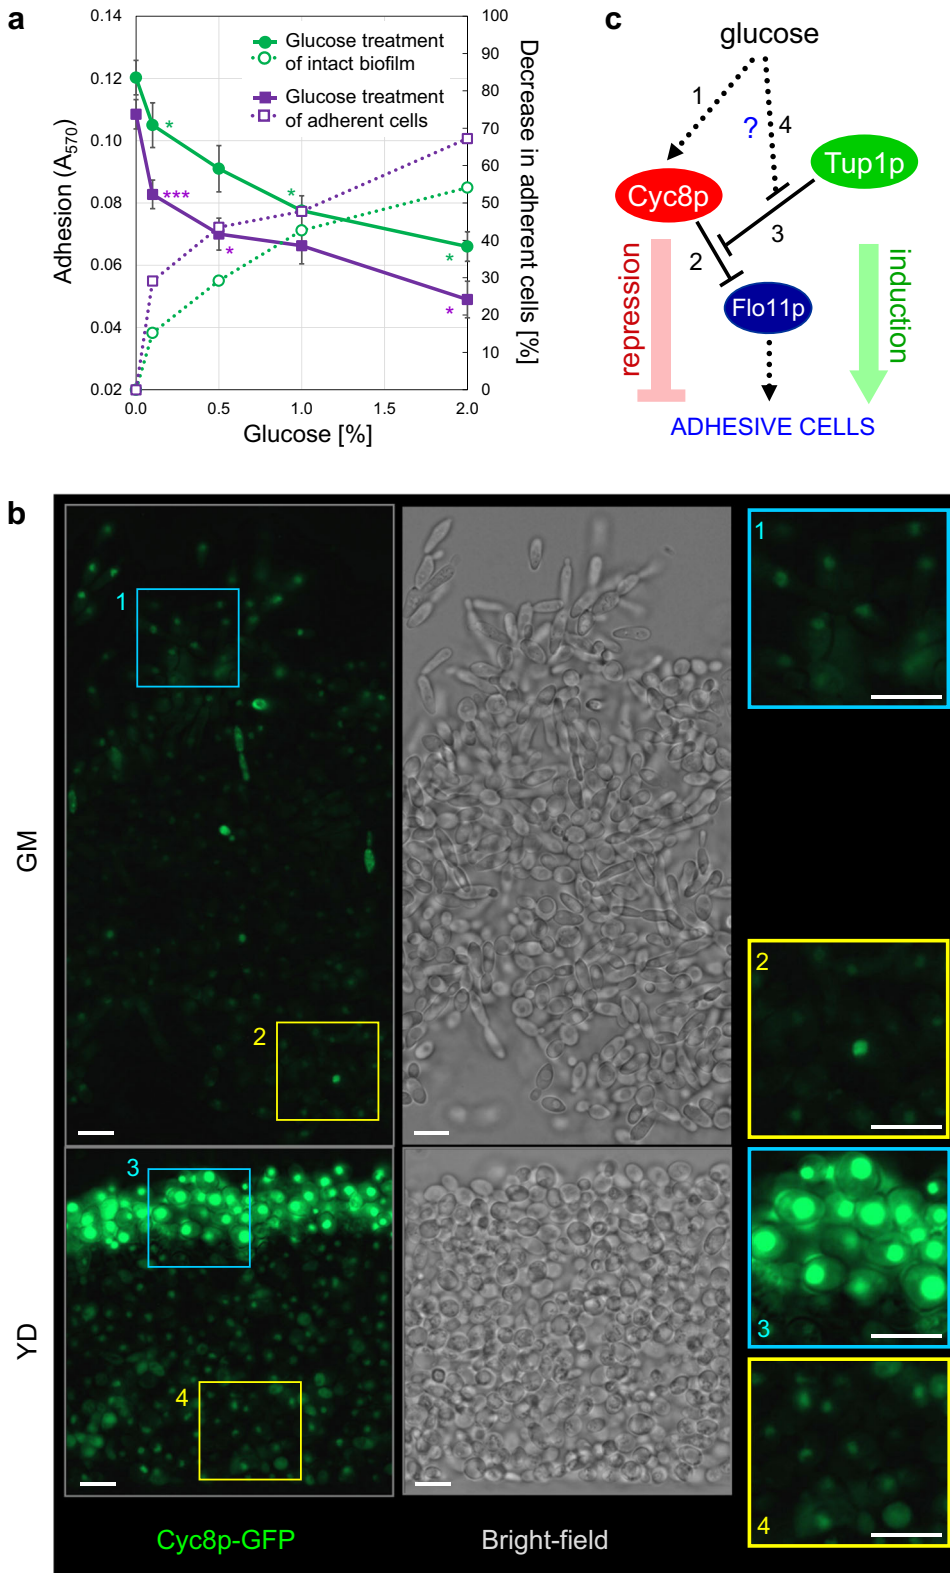 a
0.14
0.12
0.10
0.08
0.06
0.04
0.02
Adhesion (A570)
100
90
80
70
60
50
40
30
20
10
0
Decrease in
adherent cells [%]
Glucose treatment
of intact biofilm
Glucose treatment
of adherent cells
*
***
*
*
*
*
0.0
0.5
1.0
1.5
2.0
Glucose [%]
c
glucose
1
?
4
Tup1p
Cyc8p
3
2
Flo11p
repression
induction
ADHESIVE CELLS
b
GM
1
2
1
2
YD
3
4
3
4
Cyc8p-GFP
Bright-field